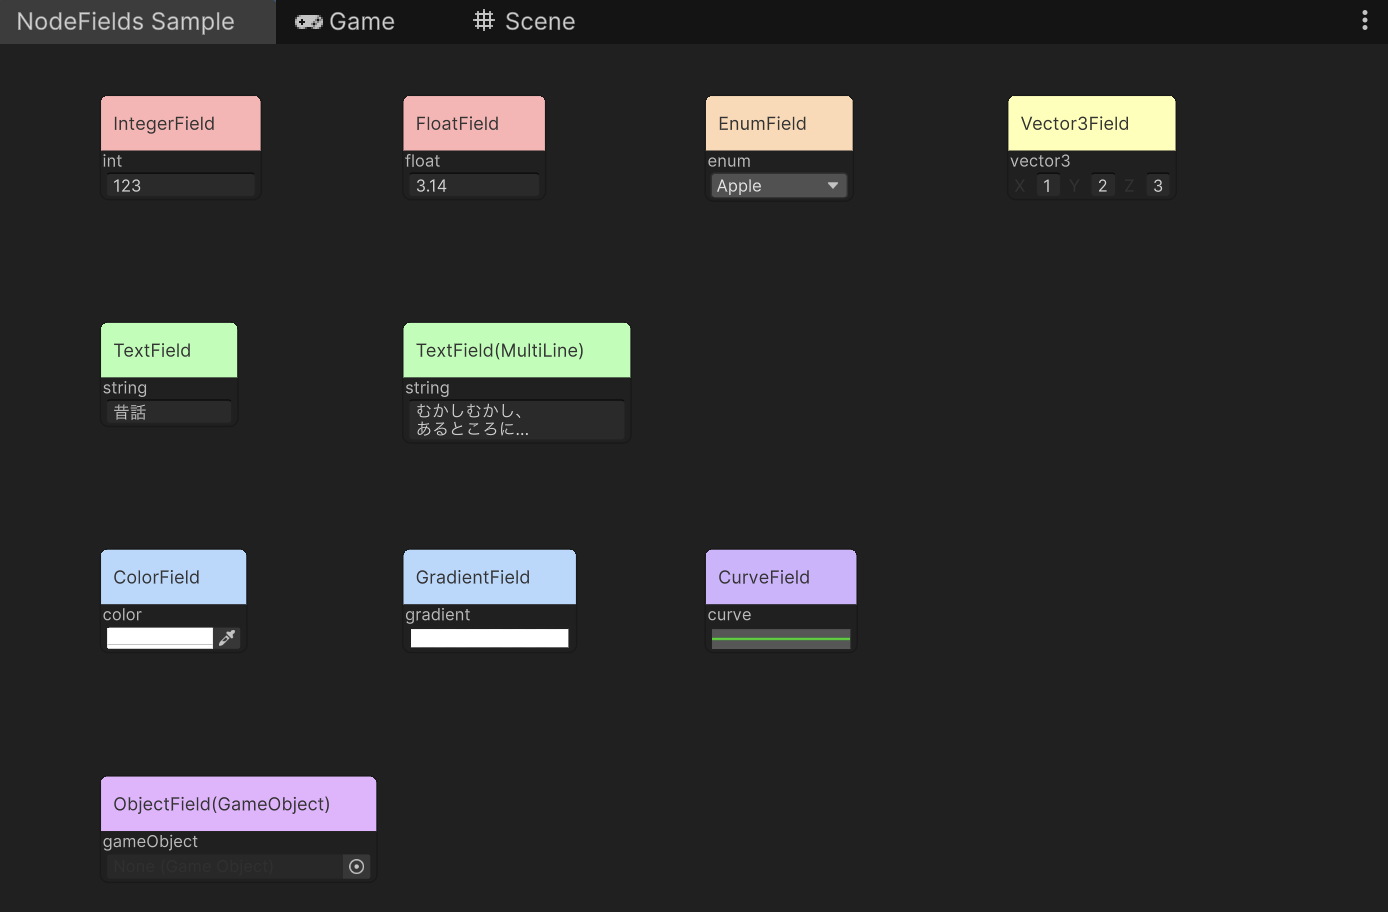 NodeFields Sample
Game
Scene
IntegerField
int
123
FloatField
float
3.14
EnumField
enum
Apple
Vector3Field
vector3
X 1 Y 2 Z 3
TextField
string
昔話
TextField(MultiLine)
string
むかしむかし、
あるところに...
ColorField
color
GradientField
gradient
CurveField
curve
ObjectField(GameObject)
gameObject
None (Game Object)